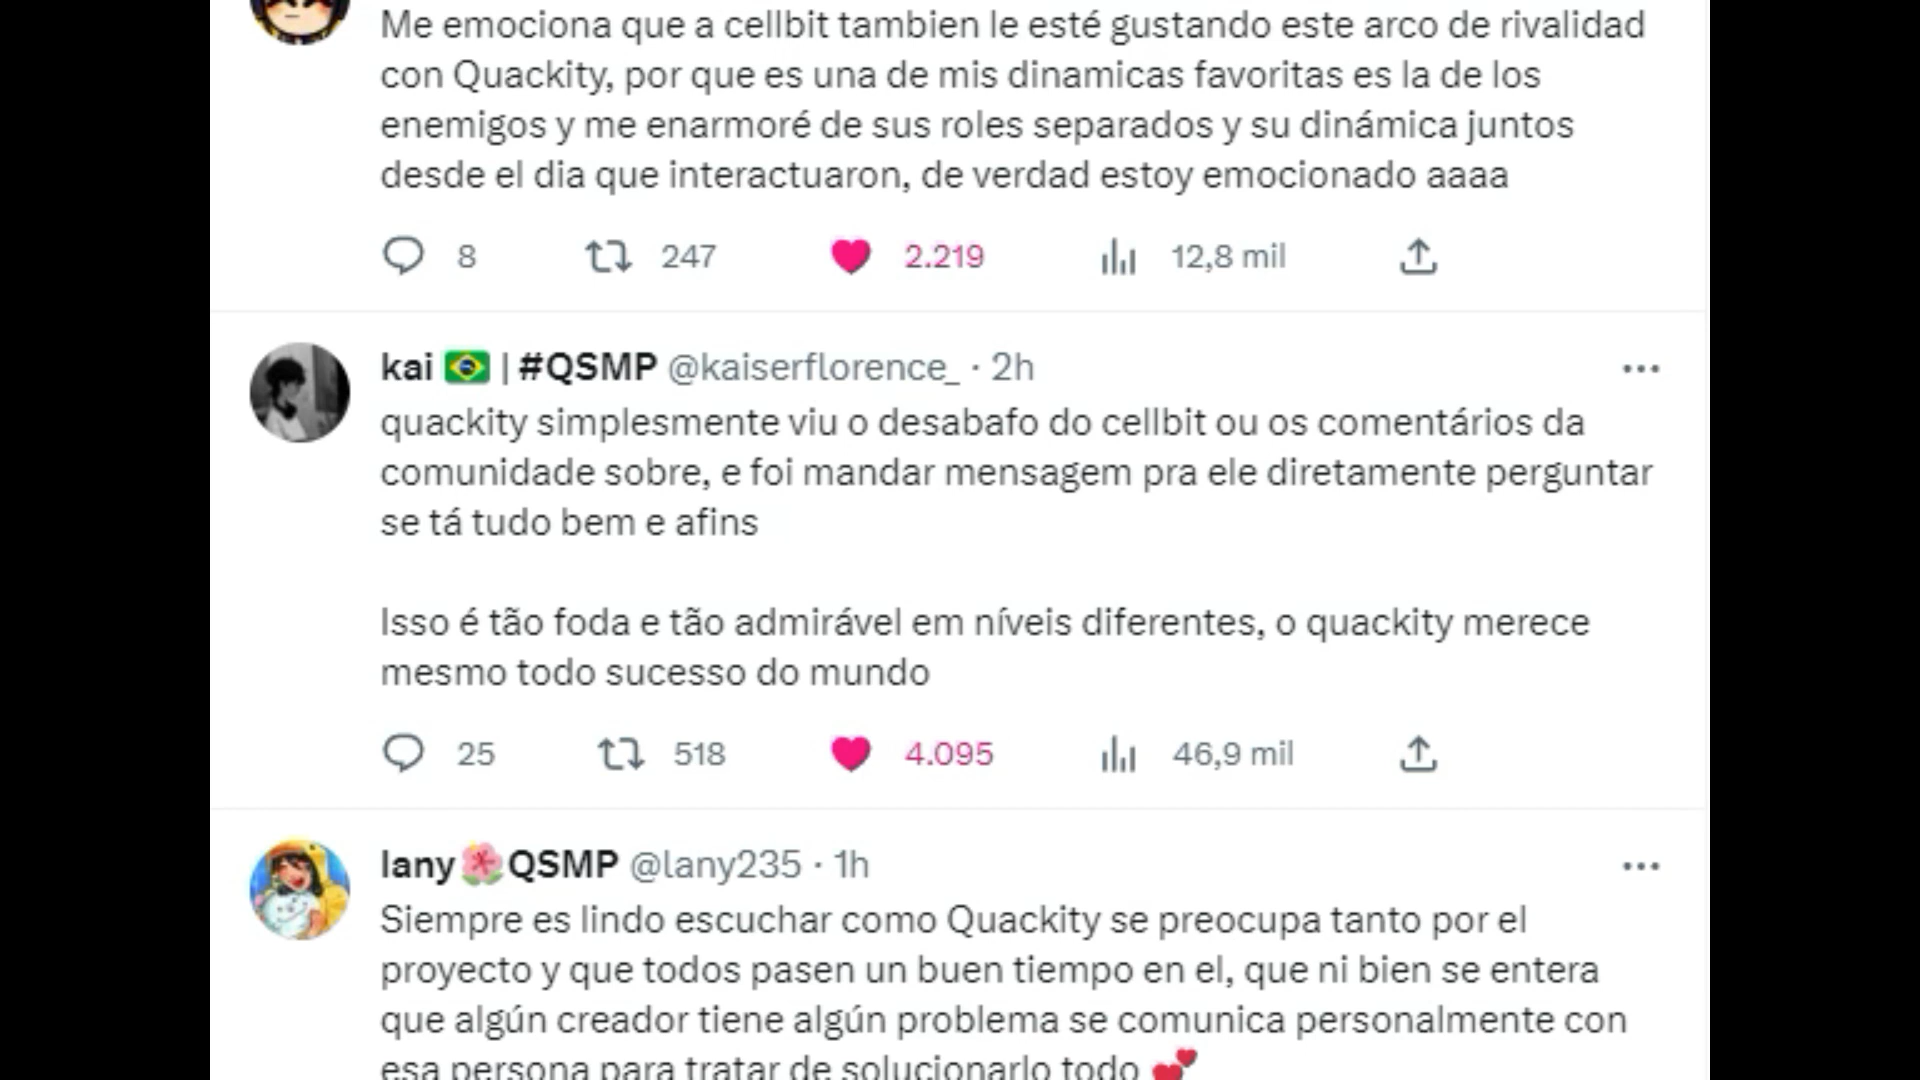 Me emociona que a cellbit tambien le esté gustando este arco de rivalidad
con Quackity, por que es una de mis dinamicas favoritas es la de los
enemigos y me enarmoré de sus roles separados y su dinámica juntos
desde el dia que interactuaron, de verdad estoy emocionado aaaa
8 247 2.219 12,8 mil
kai 🇧🇷 | #QSMP @kaiserflorence_ · 2h
quackity simplesmente viu o desabafo do cellbit ou os comentários da
comunidade sobre, e foi mandar mensagem pra ele diretamente perguntar
se tá tudo bem e afins
Isso é tão foda e tão admirável em níveis diferentes, o quackity merece
mesmo todo sucesso do mundo
25 518 4.095 46,9 mil
lany🌺QSMP @lany235 · 1h
Siempre es lindo escuchar como Quackity se preocupa tanto por el
proyecto y que todos pasen un buen tiempo en el, que ni bien se entera
que algún creador tiene algún problema se comunica personalmente con
esa persona para tratar de solucionarlo todo 💕